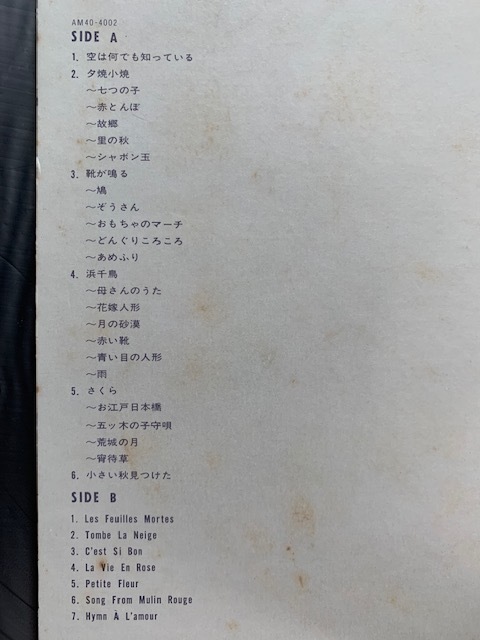 AM40-4002
SIDE A
1. 空は何でも知っている
2. 夕焼小焼
～七つの子
～赤とんぼ
～故郷
～里の秋
～シャボン玉
3. 靴が鳴る
～鳩
～ぞうさん
～おもちゃのマーチ
～どんぐりころころ
～あめふり
4. 浜千鳥
～母さんのうた
～花嫁人形
～月の砂漠
～赤い靴
～青い目の人形
～雨
5. さくら
～お江戸日本橋
～五ッ木の子守唄
～荒城の月
～宵待草
6. 小さい秋見つけた
SIDE B
1. Les Feuilles Mortes
2. Tombe La Neige
3. C'est Si Bon
4. La Vie En Rose
5. Petite Fleur
6. Song From Mulin Rouge
7. Hymn À L'amour